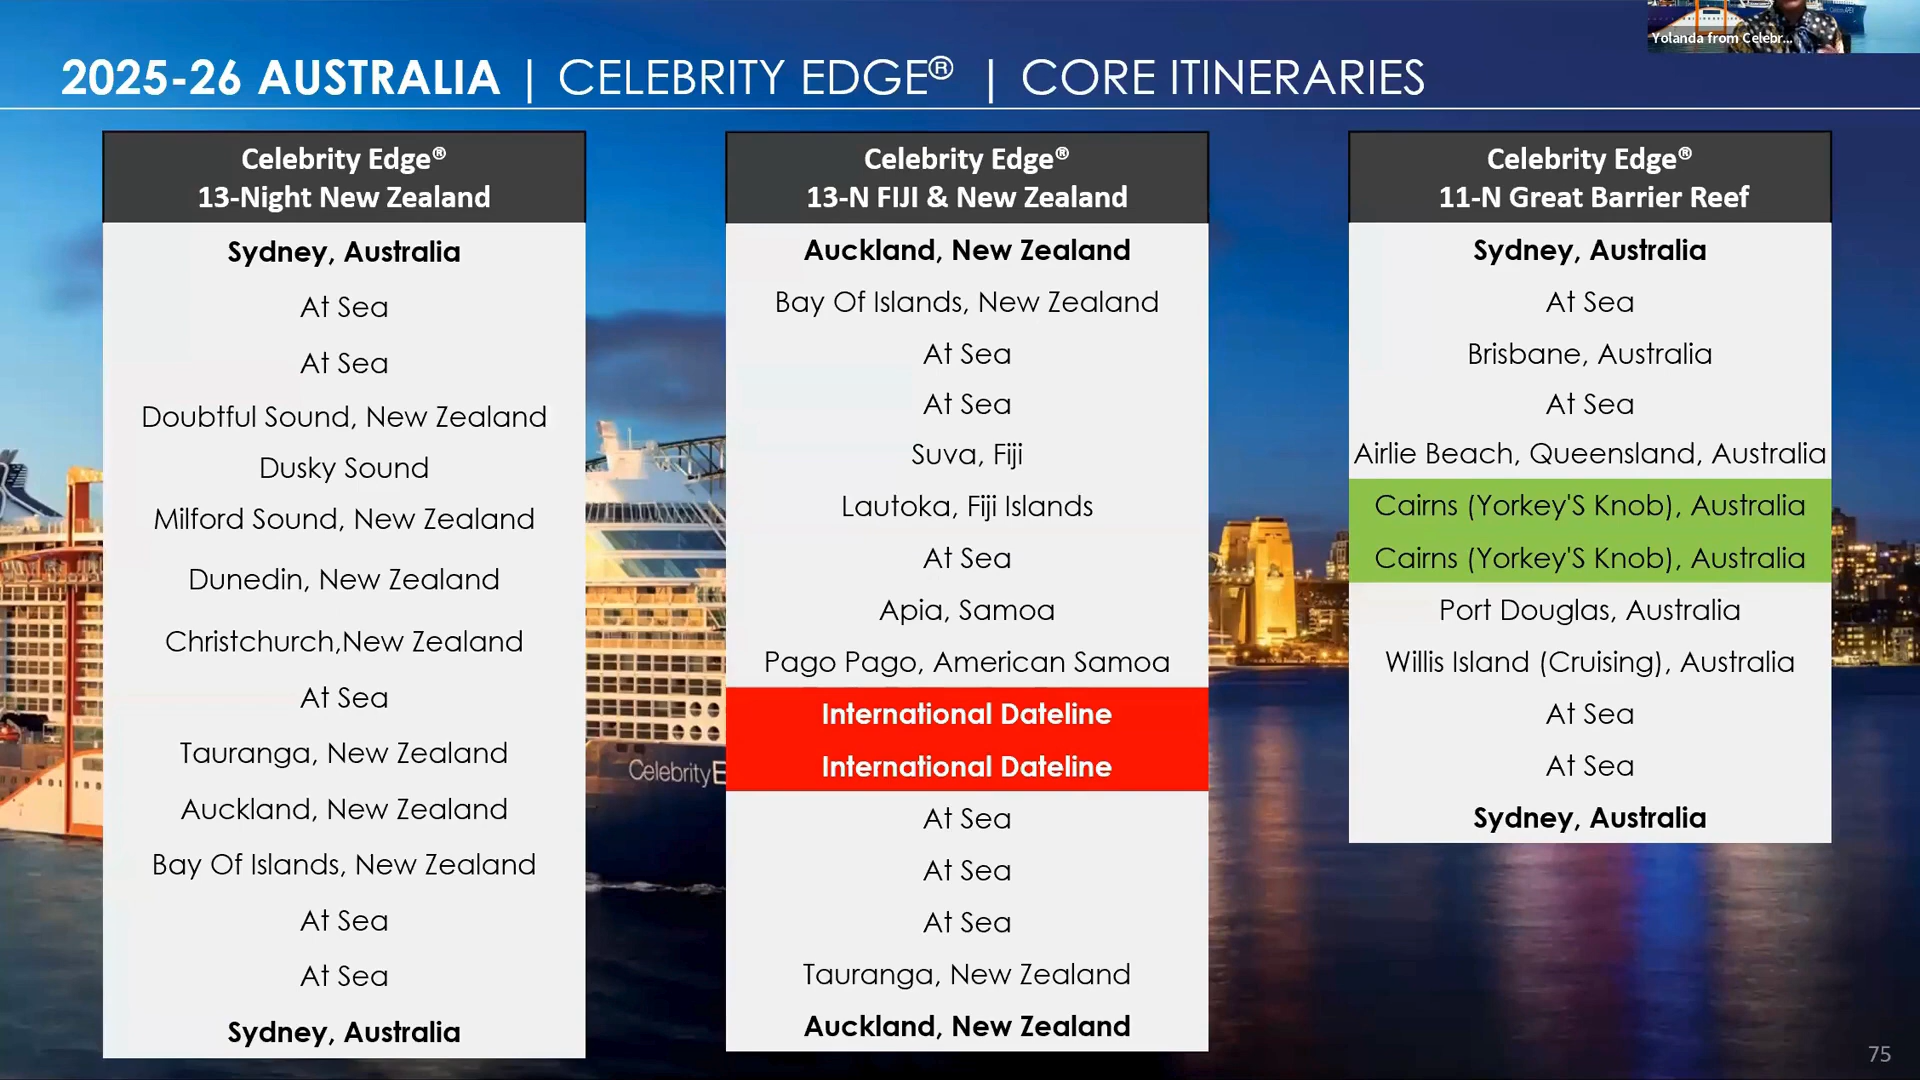 Yolanda from Celebr...
2025-26 AUSTRALIA | CELEBRITY EDGE® | CORE ITINERARIES
Celebrity Edge®
13-Night New Zealand
Sydney, Australia
At Sea
At Sea
Doubtful Sound, New Zealand
Dusky Sound
Milford Sound, New Zealand
Dunedin, New Zealand
Christchurch,New Zealand
At Sea
Tauranga, New Zealand
Auckland, New Zealand
Bay Of Islands, New Zealand
At Sea
At Sea
Sydney, Australia
Celebrity Edge®
13-N FIJI & New Zealand
Auckland, New Zealand
Bay Of Islands, New Zealand
At Sea
At Sea
Suva, Fiji
Lautoka, Fiji Islands
At Sea
Apia, Samoa
Pago Pago, American Samoa
International Dateline
International Dateline
At Sea
At Sea
At Sea
Tauranga, New Zealand
Auckland, New Zealand
Celebrity Edge®
11-N Great Barrier Reef
Sydney, Australia
At Sea
Brisbane, Australia
At Sea
Airlie Beach, Queensland, Australia
Cairns (Yorkey'S Knob), Australia
Cairns (Yorkey'S Knob), Australia
Port Douglas, Australia
Willis Island (Cruising), Australia
At Sea
At Sea
Sydney, Australia
Celebrity E
75